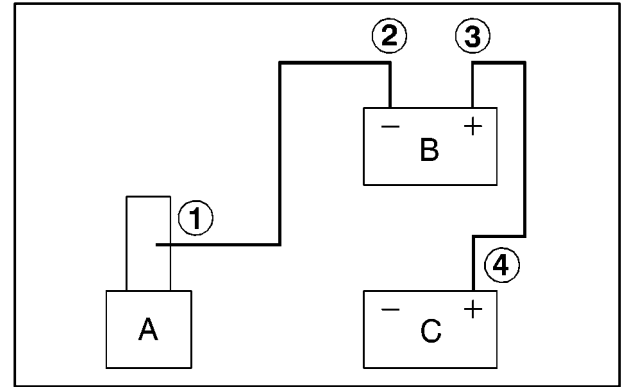 ② ③
− +
B
①
④
− +
A
C